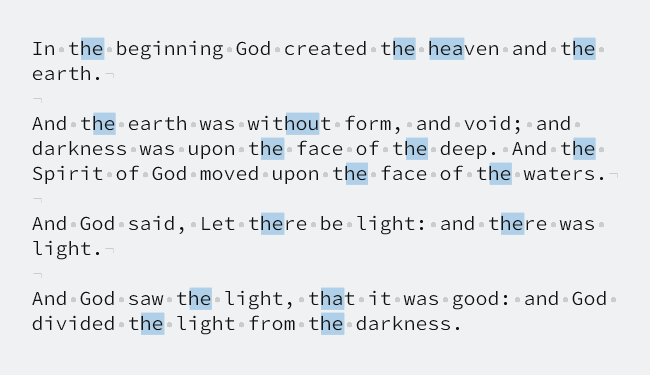 In the beginning God created the heaven and the
earth.
And the earth was without form, and void; and
darkness was upon the face of the deep. And the
Spirit of God moved upon the face of the waters.
And God said, Let there be light: and there was
light.
And God saw the light, that it was good: and God
divided the light from the darkness.